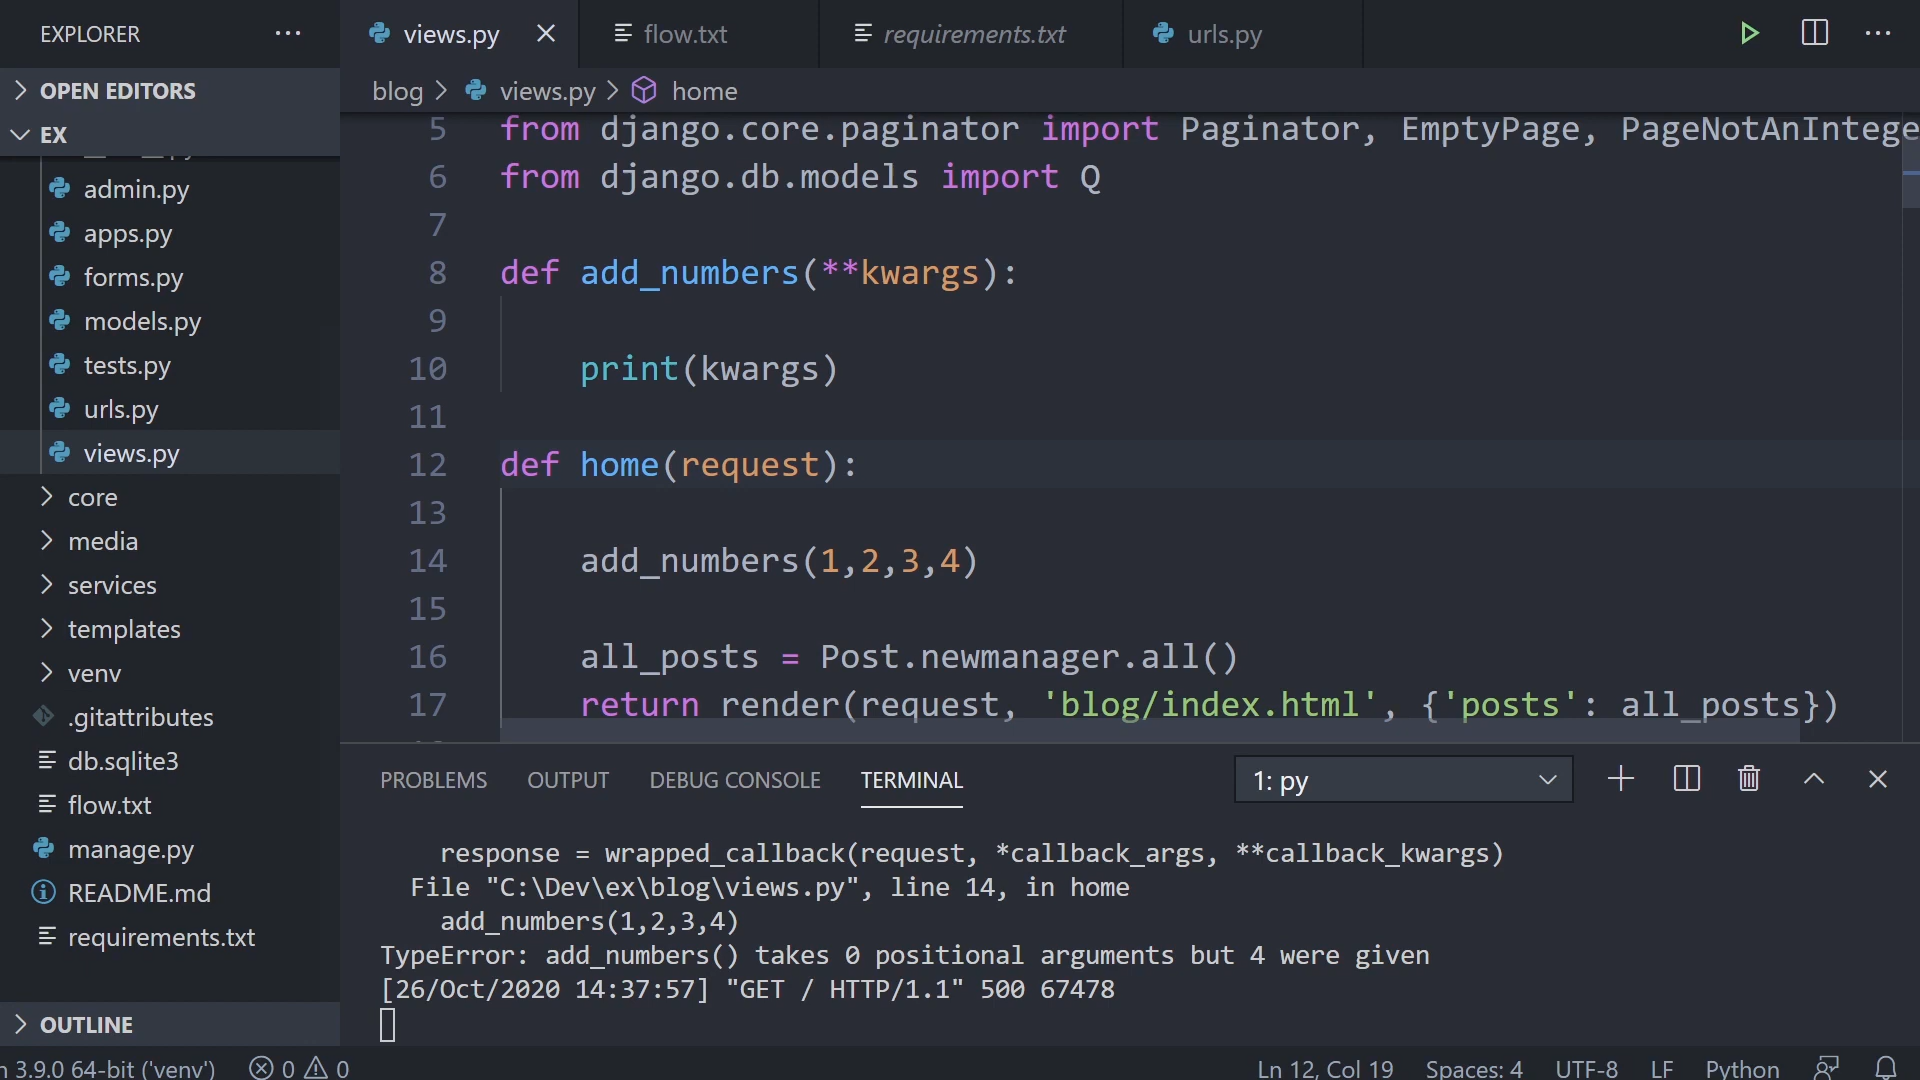 EXPLORER
views.py
flow.txt
requirements.txt
urls.py
OPEN EDITORS
EX
admin.py
apps.py
forms.py
models.py
tests.py
urls.py
views.py
core
media
services
templates
venv
.gitattributes
db.sqlite3
flow.txt
manage.py
README.md
requirements.txt
OUTLINE
blog > views.py > home
5 from django.core.paginator import Paginator, EmptyPage, PageNotAnIntege
6 from django.db.models import Q
7
8 def add_numbers(**kwargs):
9
10 print(kwargs)
11
12 def home(request):
13
14 add_numbers(1,2,3,4)
15
16 all_posts = Post.newmanager.all()
17 return render(request, 'blog/index.html', {'posts': all_posts})
PROBLEMS OUTPUT DEBUG CONSOLE TERMINAL 1: py
response = wrapped_callback(request, *callback_args, **callback_kwargs)
File "C:\Dev\ex\blog\views.py", line 14, in home
add_numbers(1,2,3,4)
TypeError: add_numbers() takes 0 positional arguments but 4 were given
[26/Oct/2020 14:37:57] "GET / HTTP/1.1" 500 67478
n 3.9.0 64-bit ('venv') 0 0 Ln 12, Col 19 Spaces: 4 UTF-8 LF Python